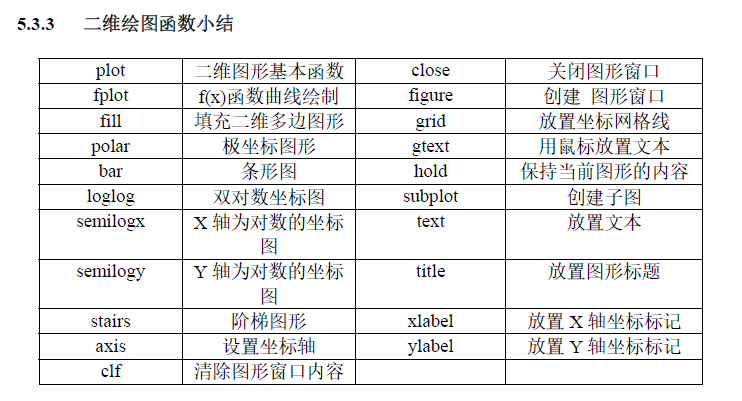 5.3.3 二维绘图函数小结
plot 二维图形基本函数 close 关闭图形窗口
fplot f(x)函数曲线绘制 figure 创建 图形窗口
fill 填充二维多边图形 grid 放置坐标网格线
polar 极坐标图形 gtext 用鼠标放置文本
bar 条形图 hold 保持当前图形的内容
loglog 双对数坐标图 subplot 创建子图
semilogx X 轴为对数的坐标 text 放置文本
图
semilogy Y 轴为对数的坐标 title 放置图形标题
图
stairs 阶梯图形 xlabel 放置 X 轴坐标标记
axis 设置坐标轴 ylabel 放置 Y 轴坐标标记
clf 清除图形窗口内容